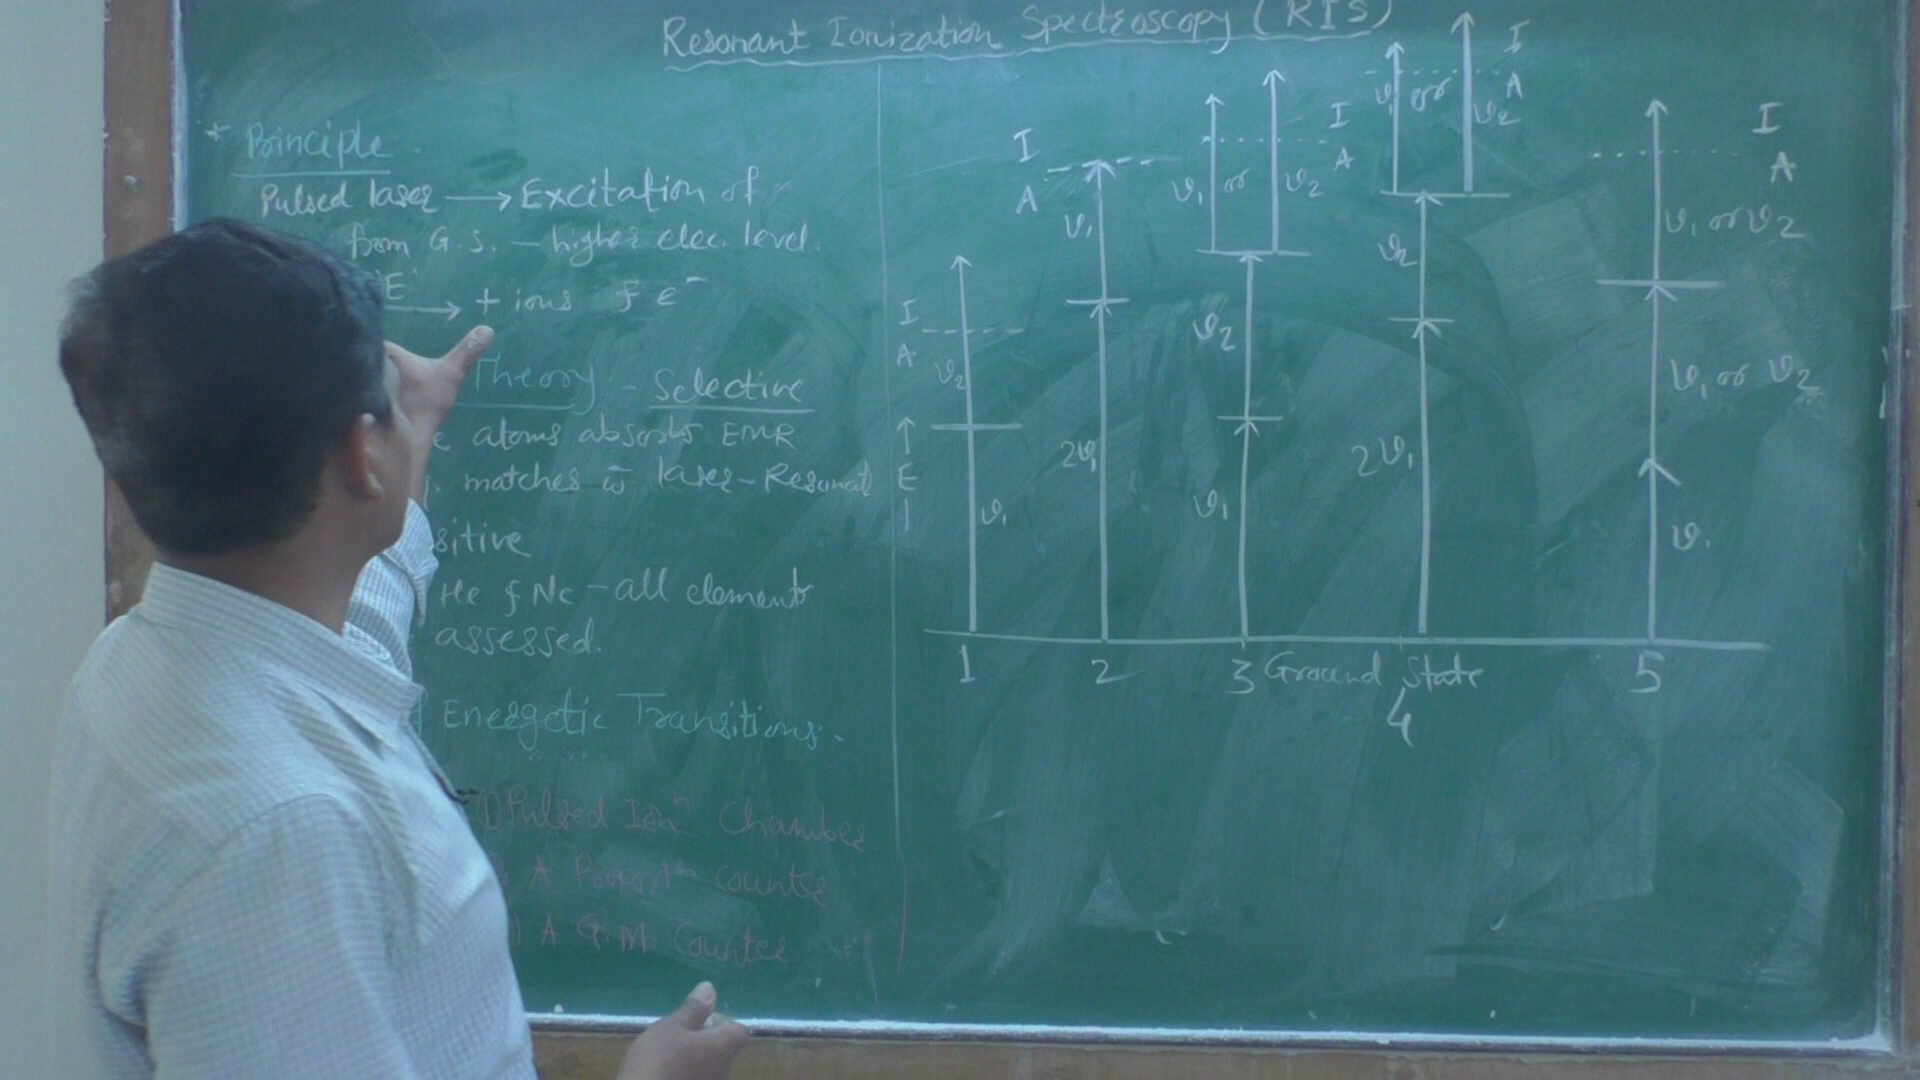 Resonant Ionization Spectroscopy (RIS)
* Principle.
Pulsed laser → Excitation of
from G.S. — higher elec. level.
'E'
→ + ions & e⁻
Theory - Selective
atoms absorbs EMR
matches w̄ laser - Resonat
sitive
He & Ne - all elements
assessed.
Energetic Transitions.
1) Pulsed Ionⁿ Chamber
A Proportⁿ counter
A G.M. Counter
I
A
ν₂
↑
E
|
ν₁
1
I
A
ν₁
2ν₁
2
I
A
ν₁ or ν₂
ν₂
ν₁
3
Ground State
I
A
ν₁ or ν₂
ν₂
2ν₁
4
I
A
ν₁ or ν₂
ν₁ or ν₂
ν₁
5